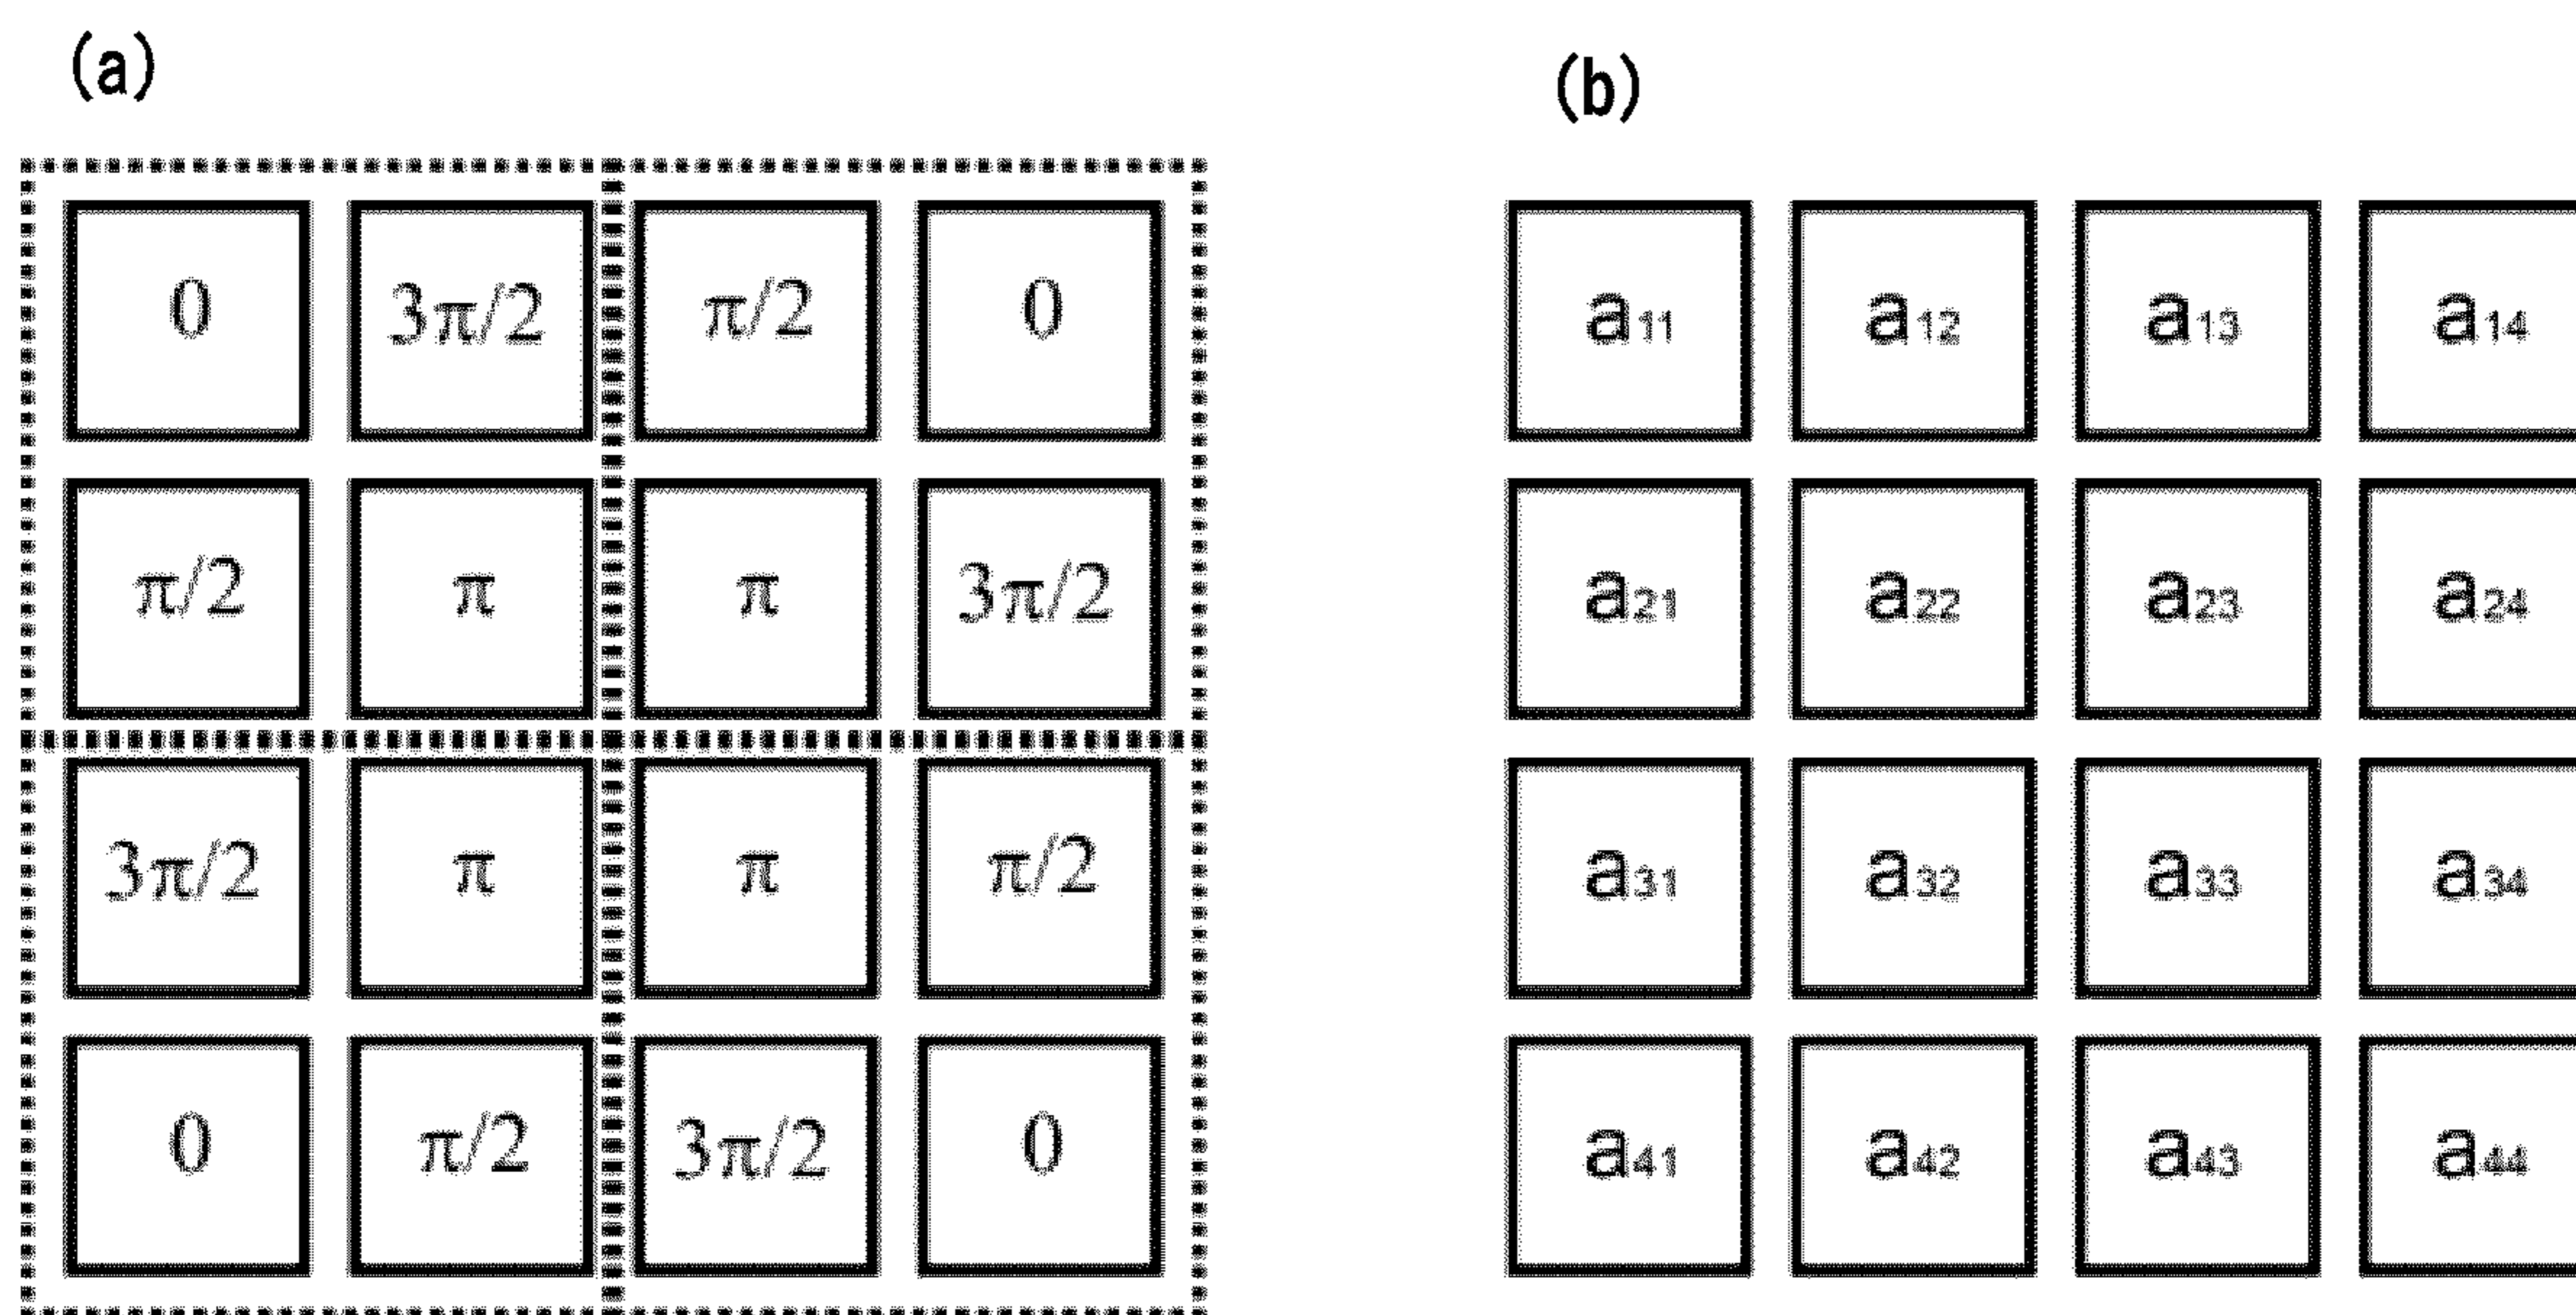 (a)
0 3π/2 π/2 0
π/2 π π 3π/2
3π/2 π π π/2
0 π/2 3π/2 0
(b)
a11 a12 a13 a14
a21 a22 a23 a24
a31 a32 a33 a34
a41 a42 a43 a44